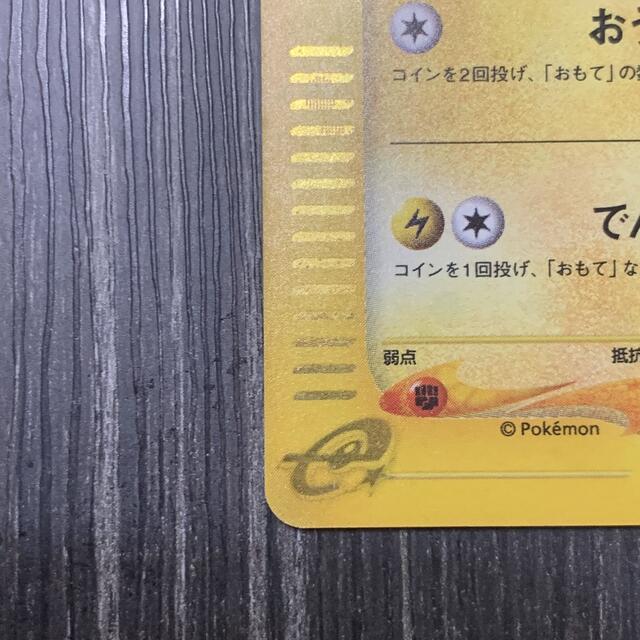 おう
コインを2回投げ、「おもて」の
でん
コインを1回投げ、「おもて」な
弱点
抵抗
© Pokémon